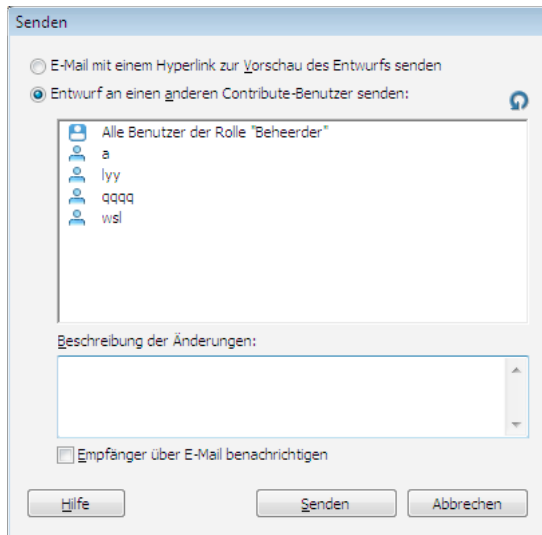 Senden
E-Mail mit einem Hyperlink zur Vorschau des Entwurfs senden
Entwurf an einen anderen Contribute-Benutzer senden:
Alle Benutzer der Rolle "Beheerder"
a
lyy
qqqq
wsl
Beschreibung der Änderungen:
Empfänger über E-Mail benachrichtigen
Hilfe Senden Abbrechen